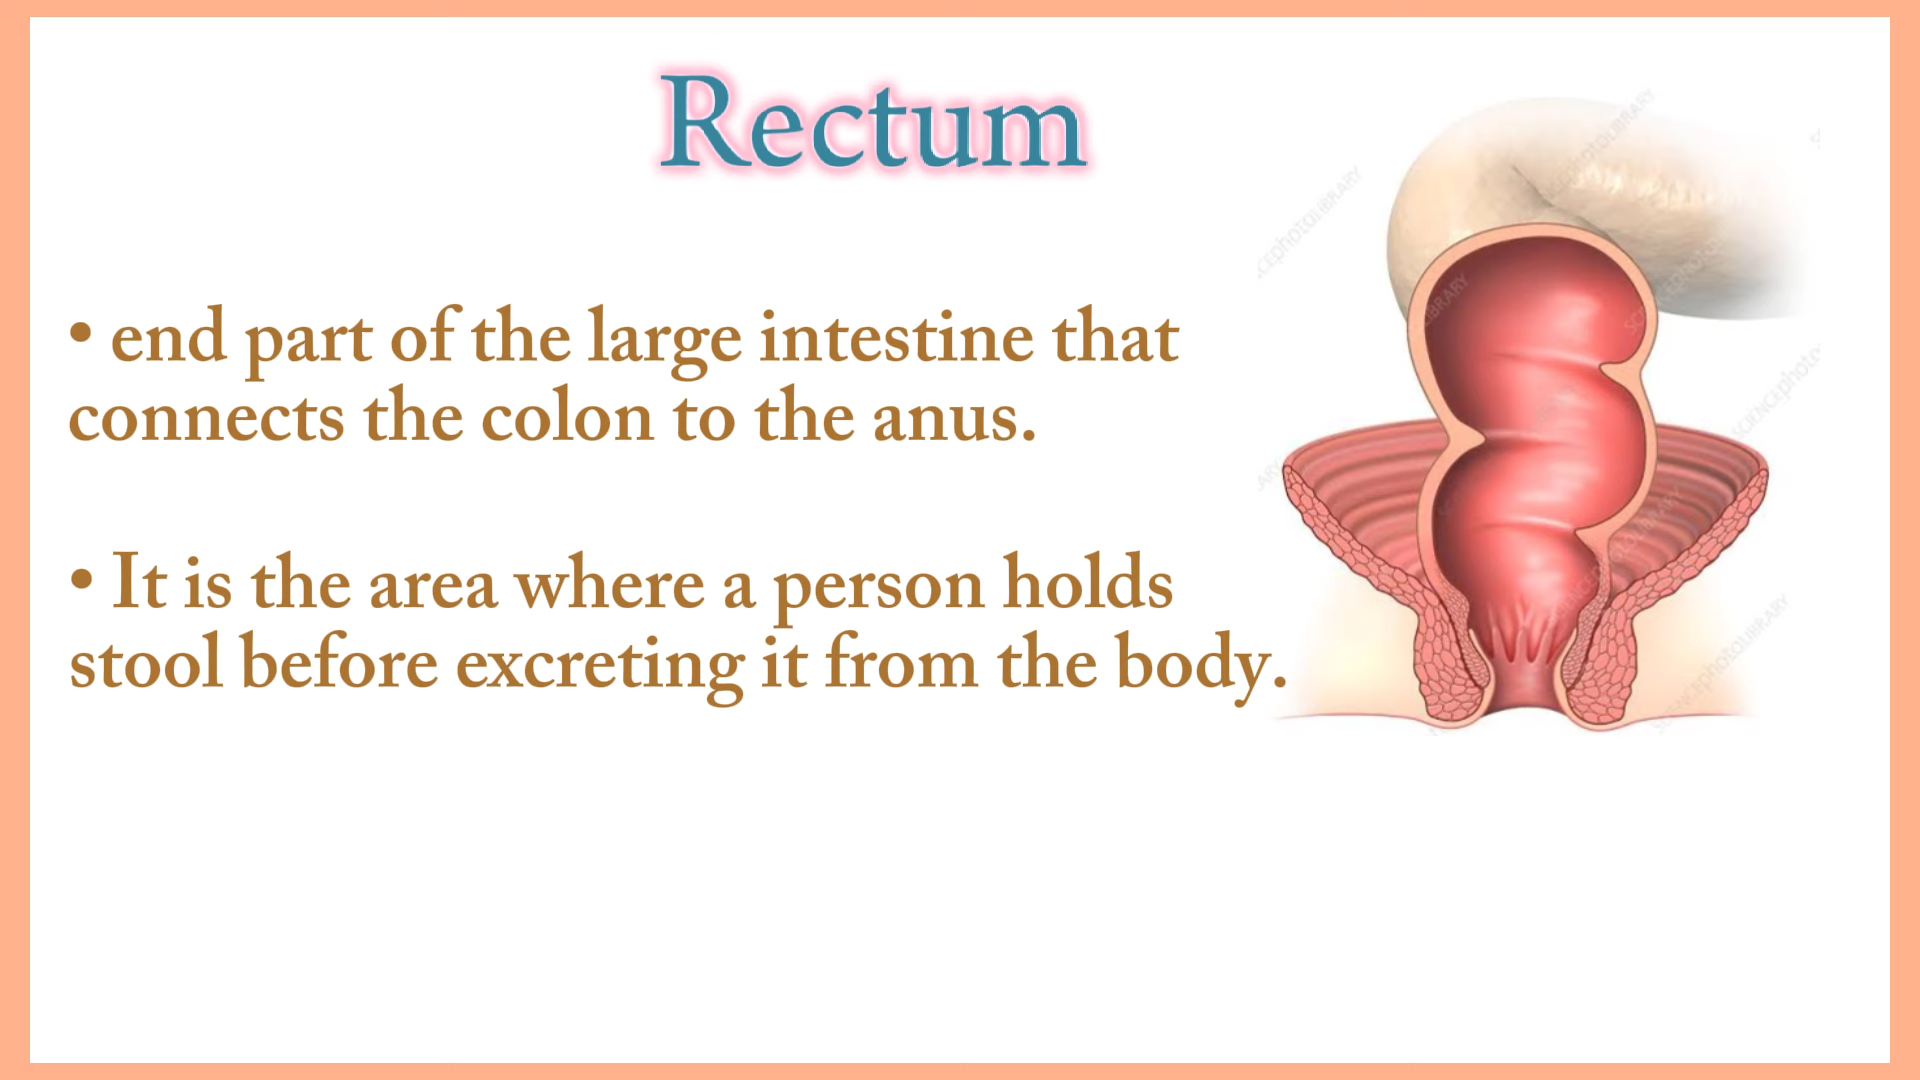 Rectum
• end part of the large intestine that
connects the colon to the anus.
• It is the area where a person holds
stool before excreting it from the body.